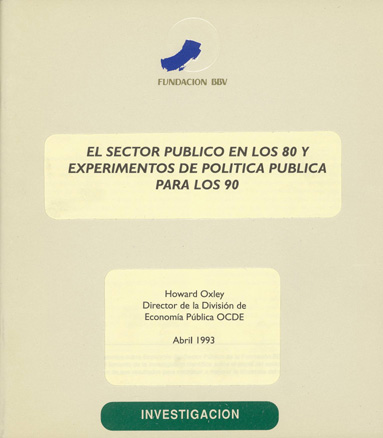 FUNDACION BBV
EL SECTOR PUBLICO EN LOS 80 Y
EXPERIMENTOS DE POLITICA PUBLICA
PARA LOS 90
Howard Oxley
Director de la División de
Economía Pública OCDE
Abril 1993
INVESTIGACION